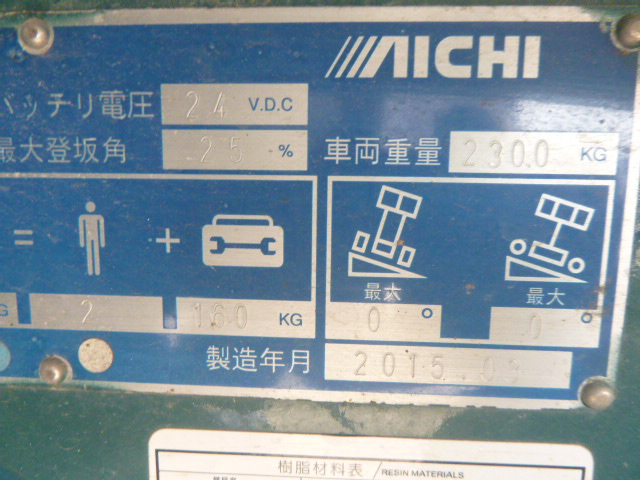 AICHI
バッテリ電圧 24 V.D.C
最大登坂角 25 %
車両重量 2300 KG
= +
最大 最大
G 2 160 KG 0 ° 0 °
製造年月 2015.
樹脂材料表 / RESIN MATERIALS